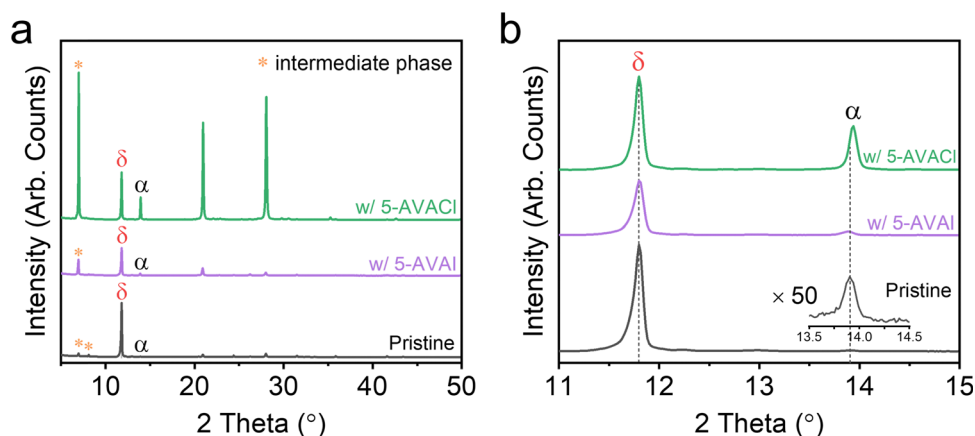 a
* intermediate phase
*
δ
α
w/ 5-AVACl
δ
*
α
w/ 5-AVAI
δ
* *
α
Pristine
10 20 30 40 50
2 Theta (°)
Intensity (Arb. Counts)
b
δ
α
w/ 5-AVACl
w/ 5-AVAI
× 50
Pristine
13.5 14.0 14.5
11 12 13 14 15
2 Theta (°)
Intensity (Arb. Counts)